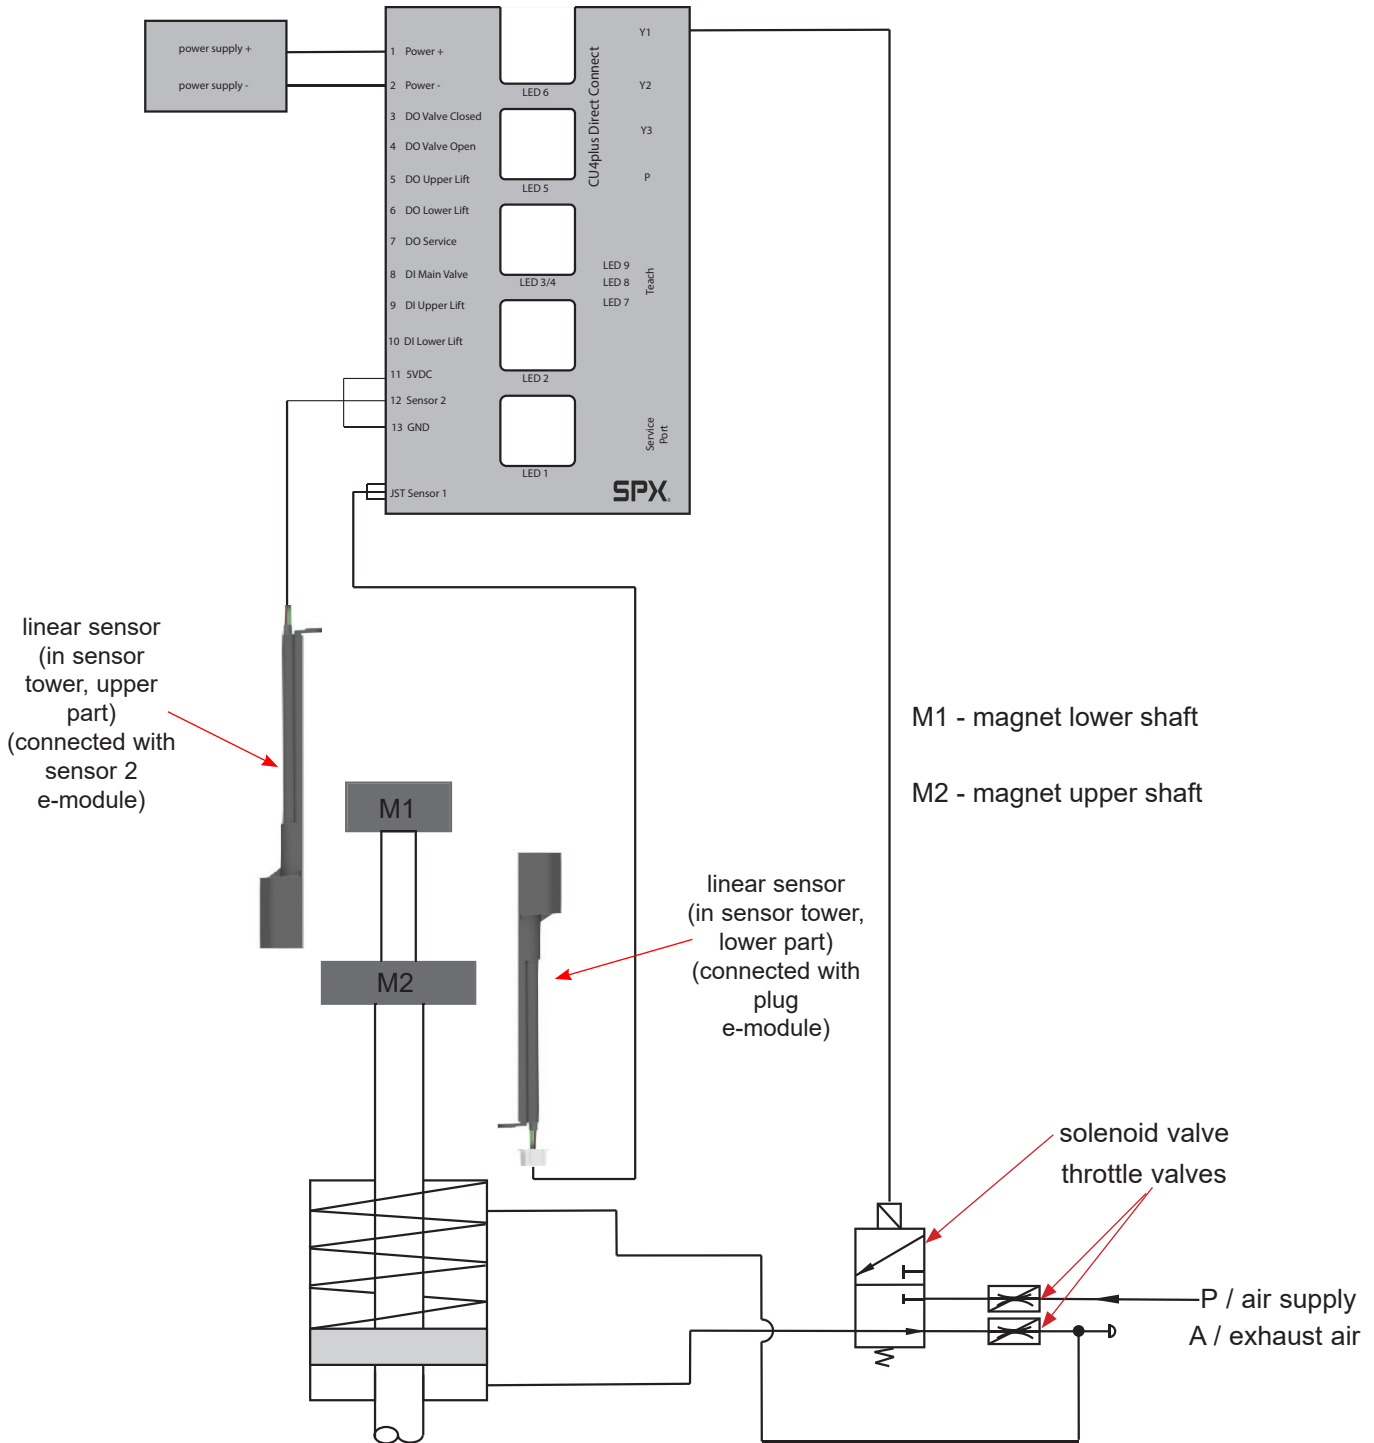 power supply +
power supply -
1 Power +
2 Power -
3 DO Valve Closed
4 DO Valve Open
5 DO Upper Lift
6 DO Lower Lift
7 DO Service
8 DI Main Valve
9 DI Upper Lift
10 DI Lower Lift
11 5VDC
12 Sensor 2
13 GND
JST Sensor 1
LED 6
LED 5
LED 3/4
LED 2
LED 1
CU4plus Direct Connect
Y1
Y2
Y3
P
LED 9
LED 8
LED 7
Teach
Service
Port
SPX
linear sensor
(in sensor
tower, upper
part)
(connected with
sensor 2
e-module)
M1
M2
linear sensor
(in sensor tower,
lower part)
(connected with
plug
e-module)
M1 - magnet lower shaft
M2 - magnet upper shaft
solenoid valve
throttle valves
P / air supply
A / exhaust air